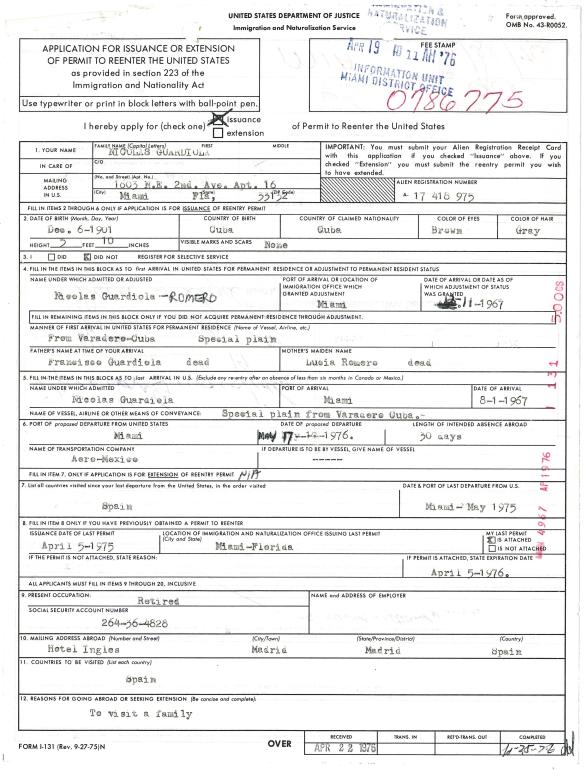 UNITED STATES DEPARTMENT OF JUSTICE
Immigration and Naturalization Service
Form approved.
OMB No. 43-R0052.
NATURALIZATION
APR 19 10 11 AM '76
INFORMATION UNIT
MIAMI DISTRICT OFFICE
FEE STAMP
0786775
APPLICATION FOR ISSUANCE OR EXTENSION
OF PERMIT TO REENTER THE UNITED STATES
as provided in section 223 of the
Immigration and Nationality Act
Use typewriter or print in block letters with ball-point pen.
I hereby apply for (check one) issuance
extension
of Permit to Reenter the United States
1. YOUR NAME FAMILY NAME (Capital Letters) FIRST MIDDLE
NICOLAS GUARDIOLA
IN CARE OF C/O
MAILING ADDRESS IN U.S. (No. and Street) (Apt. No.)
1603 N.E. 2nd. Ave. Apt. 16
(City) (Zip Code)
Miami Fla, 33132
IMPORTANT: You must submit your Alien Registration Receipt Card
with this application if you checked "Issuance" above. If you
checked "Extension" you must submit the reentry permit you
wish to have extended.
ALIEN REGISTRATION NUMBER
A 17 418 975
FILL IN ITEMS 2 THROUGH 6 ONLY IF APPLICATION IS FOR ISSUANCE OF REENTRY PERMIT
2. DATE OF BIRTH (Month, Day, Year) COUNTRY OF BIRTH COUNTRY OF CLAIMED NATIONALITY COLOR OF EYES COLOR OF HAIR
Dec. 6-1901 Cuba Cuba Brown Gray
HEIGHT 5 FEET 10 INCHES VISIBLE MARKS AND SCARS None
3. I DID X DID NOT REGISTER FOR SELECTIVE SERVICE
4. FILL IN THE ITEMS IN THIS BLOCK AS TO first ARRIVAL IN UNITED STATES FOR PERMANENT RESIDENCE OR ADJUSTMENT TO PERMANENT RESIDENT STATUS
NAME UNDER WHICH ADMITTED OR ADJUSTED PORT OF ARRIVAL OR LOCATION OF IMMIGRATION OFFICE WHICH GRANTED ADJUSTMENT DATE OF ARRIVAL OR DATE AS OF WHICH ADJUSTMENT OF STATUS WAS GRANTED
Nicolas Guardiola - ROMERO Miami 11-1967
FILL IN REMAINING ITEMS IN THIS BLOCK ONLY IF YOU DID NOT ACQUIRE PERMANENT RESIDENCE THROUGH ADJUSTMENT.
MANNER OF FIRST ARRIVAL IN UNITED STATES FOR PERMANENT RESIDENCE (Name of Vessel, Airline, etc.)
From Varadero-Cuba Special plain
FATHER'S NAME AT TIME OF YOUR ARRIVAL MOTHER'S MAIDEN NAME
Francisco Guardiola dead Lucia Romero dead
5. FILL IN THE ITEMS IN THIS BLOCK AS TO last ARRIVAL IN U.S. (Exclude any reentry after an absence of less than six months in Canada or Mexico.)
NAME UNDER WHICH ADMITTED PORT OF ARRIVAL DATE OF ARRIVAL
Nicolas Guardiola Miami 8-1-1967
NAME OF VESSEL, AIRLINE OR OTHER MEANS OF CONVEYANCE: Special plain from Varadero Cuba.-
6. PORT OF proposed DEPARTURE FROM UNITED STATES DATE OF proposed DEPARTURE LENGTH OF INTENDED ABSENCE ABROAD
Miami MAY 17 1976. 30 days
NAME OF TRANSPORTATION COMPANY IF DEPARTURE IS TO BE BY VESSEL, GIVE NAME OF VESSEL
Aero-Mexico ------
FILL IN ITEM 7, ONLY IF APPLICATION IS FOR EXTENSION OF REENTRY PERMIT N/A
7. List all countries visited since your last departure from the United States, in the order visited DATE & PORT OF LAST DEPARTURE FROM U.S.
Spain Miami- May 1975
8. FILL IN ITEM 8 ONLY IF YOU HAVE PREVIOUSLY OBTAINED A PERMIT TO REENTER
ISSUANCE DATE OF LAST PERMIT LOCATION OF IMMIGRATION AND NATURALIZATION OFFICE ISSUING LAST PERMIT (City and State) MY LAST PERMIT
April 5-1975 Miami-Florida X IS ATTACHED
IS NOT ATTACHED
IF THE PERMIT IS NOT ATTACHED, STATE REASON. IF PERMIT IS ATTACHED, STATE EXPIRATION DATE
April 5-1976.
ALL APPLICANTS MUST FILL IN ITEMS 9 THROUGH 20, INCLUSIVE
9. PRESENT OCCUPATION: NAME and ADDRESS OF EMPLOYER
Retired
SOCIAL SECURITY ACCOUNT NUMBER
264-56-4828
10. MAILING ADDRESS ABROAD (Number and Street) (City/Town) (State/Province/District) (Country)
Hotel Ingles Madrid Madrid Spain
11. COUNTRIES TO BE VISITED (List each country)
Spain
12. REASONS FOR GOING ABROAD OR SEEKING EXTENSION (Be concise and complete).
To visit a family
FORM I-131 (Rev. 9-27-75)N
OVER
RECEIVED TRANS. IN RET'D-TRANS. OUT COMPLETED
APR 22 1976